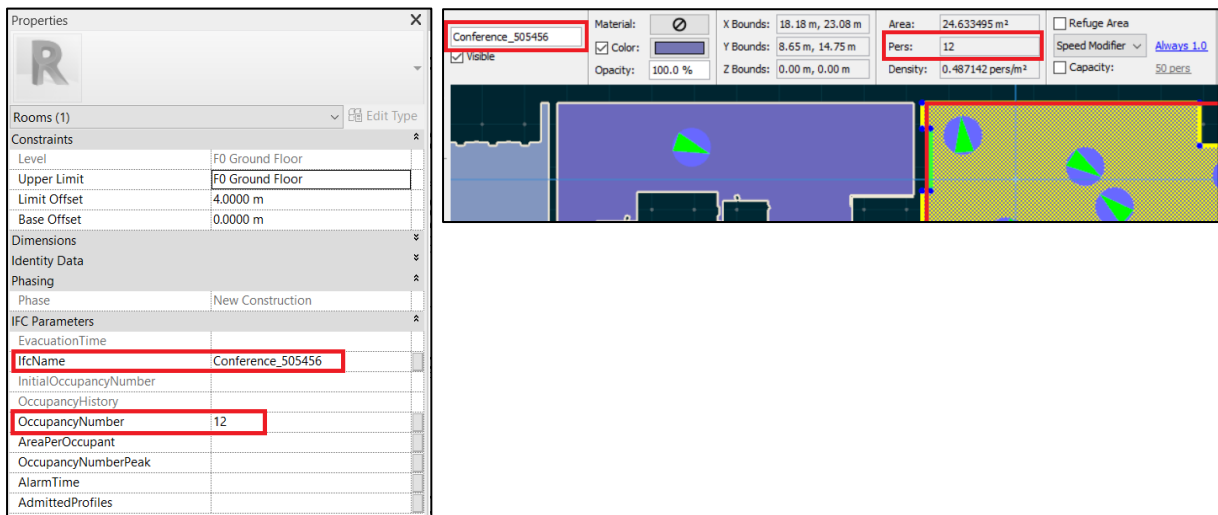 Properties
R
Rooms (1)
Edit Type
Constraints
Level F0 Ground Floor
Upper Limit F0 Ground Floor
Limit Offset 4.0000 m
Base Offset 0.0000 m
Dimensions
Identity Data
Phasing
Phase New Construction
IFC Parameters
EvacuationTime
IfcName Conference_505456
InitialOccupancyNumber
OccupancyHistory
OccupancyNumber 12
AreaPerOccupant
OccupancyNumberPeak
AlarmTime
AdmittedProfiles
Conference_505456
Visible
Material:
Color:
Opacity: 100.0 %
X Bounds: 18.18 m, 23.08 m
Y Bounds: 8.65 m, 14.75 m
Z Bounds: 0.00 m, 0.00 m
Area: 24.633495 m²
Pers: 12
Density: 0.487142 pers/m²
Refuge Area
Speed Modifier Always 1.0
Capacity: 50 pers